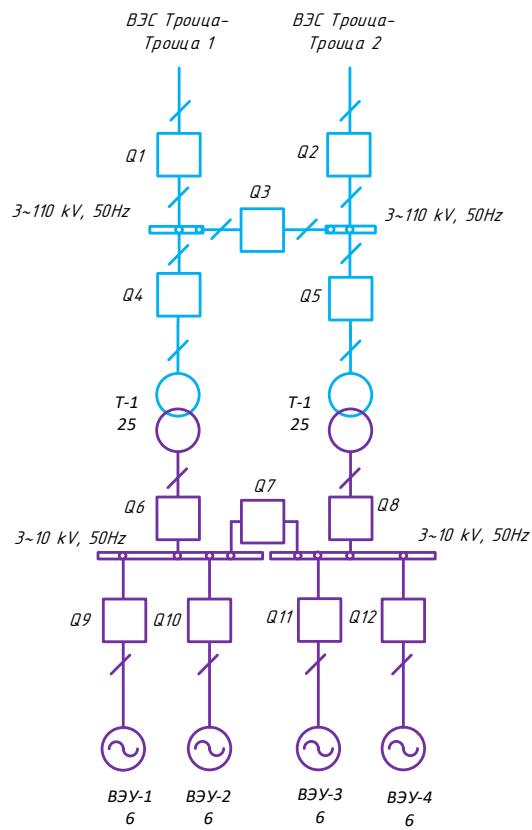 ВЭС Троица-
Троица 1
ВЭС Троица-
Троица 2
Q1
Q2
Q3
3~110 kV, 50Hz
3~110 kV, 50Hz
Q4
Q5
Т-1
25
Т-1
25
Q6
Q7
Q8
3~10 kV, 50Hz
3~10 kV, 50Hz
Q9
Q10
Q11
Q12
ВЭУ-1
6
ВЭУ-2
6
ВЭУ-3
6
ВЭУ-4
6